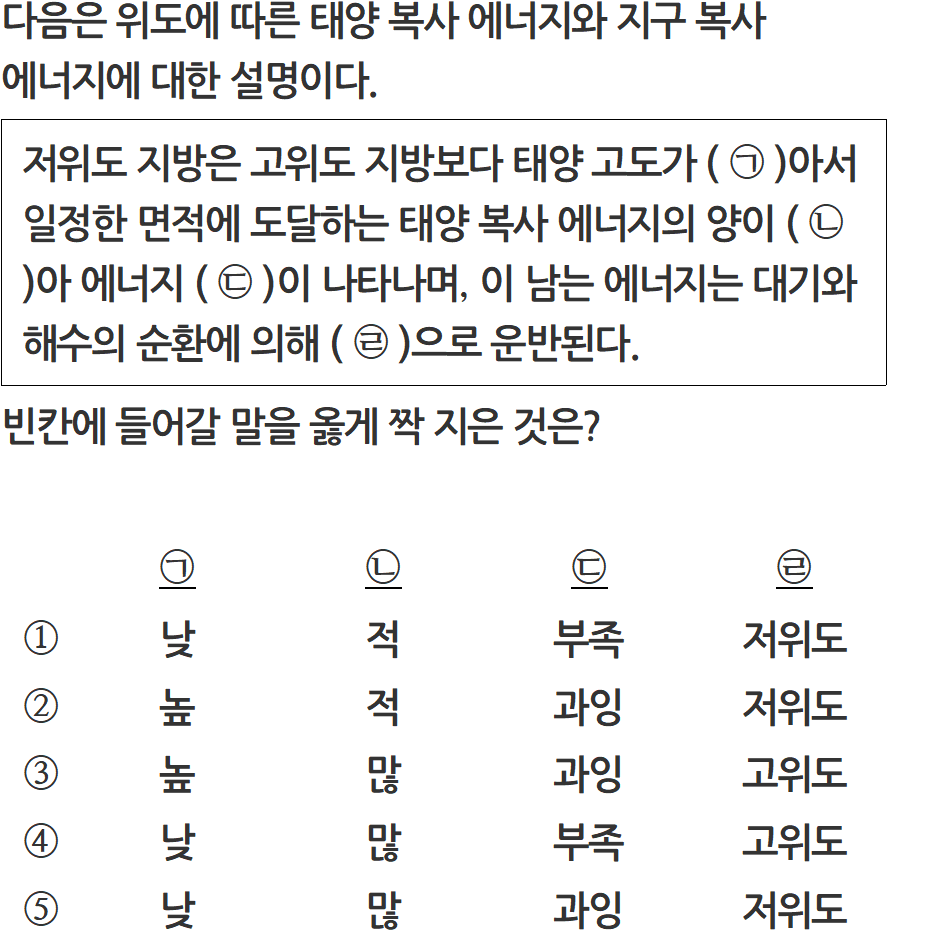 다음은 위도에 따른 태양 복사 에너지와 지구 복사
에너지에 대한 설명이다.
저위도 지방은 고위도 지방보다 태양 고도가 ( ㉠ )아서
일정한 면적에 도달하는 태양 복사 에너지의 양이 ( ㉡
)아 에너지 ( ㉢ )이 나타나며, 이 남는 에너지는 대기와
해수의 순환에 의해 ( ㉣ )으로 운반된다.
빈칸에 들어갈 말을 옳게 짝 지은 것은?
㉠ ㉡ ㉢ ㉣
① 낮 적 부족 저위도
② 높 적 과잉 저위도
③ 높 많 과잉 고위도
④ 낮 많 부족 고위도
⑤ 낮 많 과잉 저위도